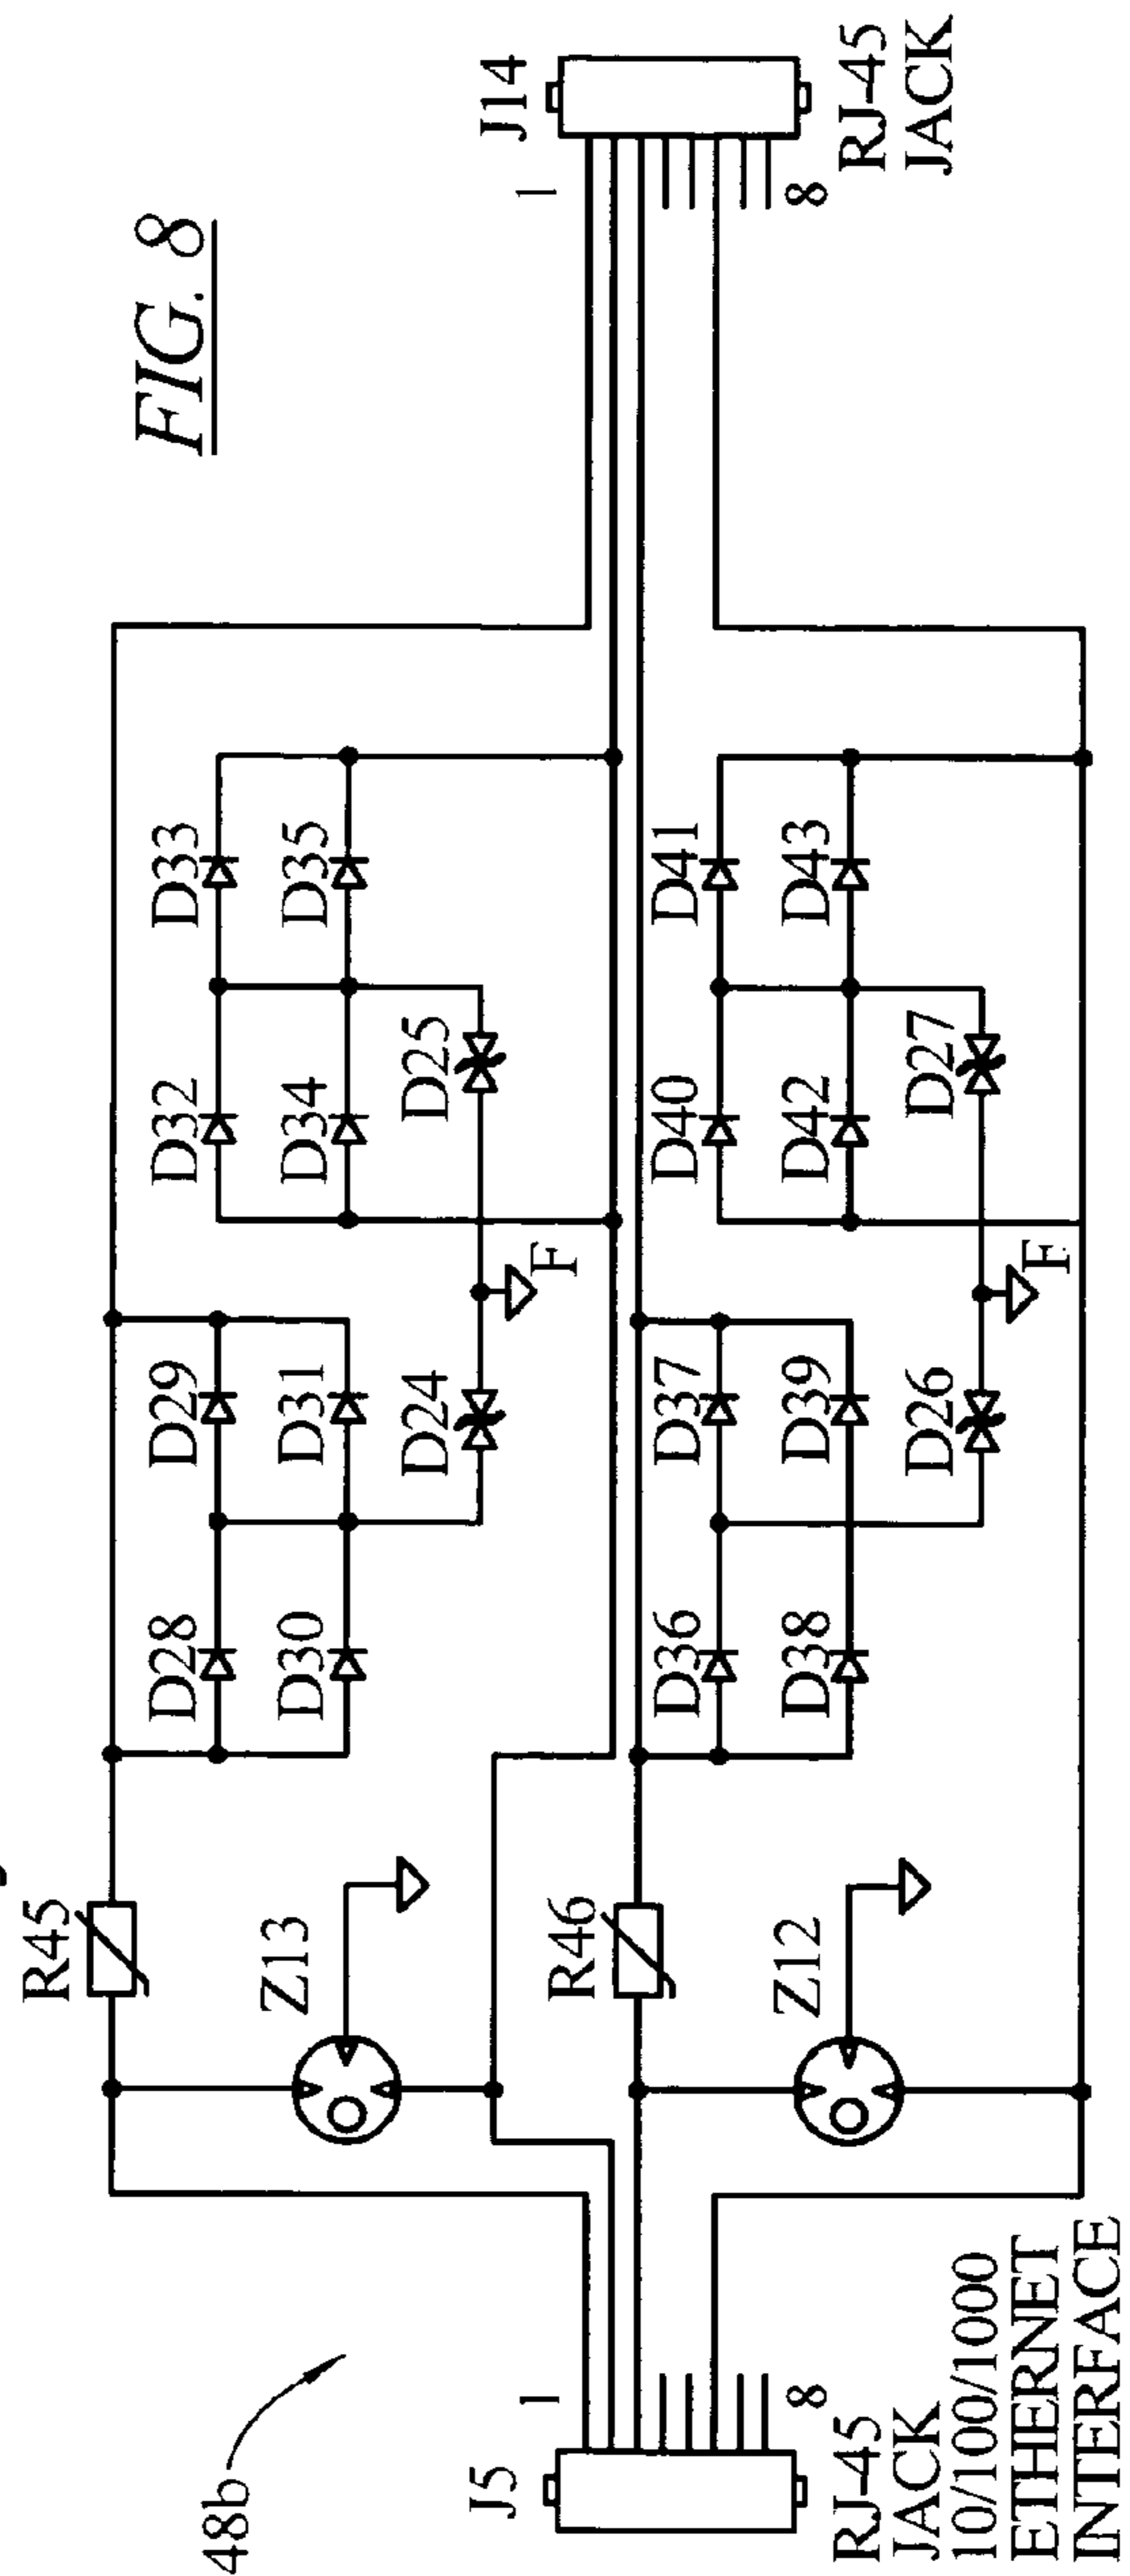 FIG. 8
48b
R45
Z13
D28
D29
D30
D31
D24
D32
D33
D34
D35
D25
F
R46
Z12
D36
D37
D38
D39
D26
D40
D41
D42
D43
D27
F
J5
1
8
RJ-45
JACK
10/100/1000
ETHERNET
INTERFACE
J14
1
8
RJ-45
JACK